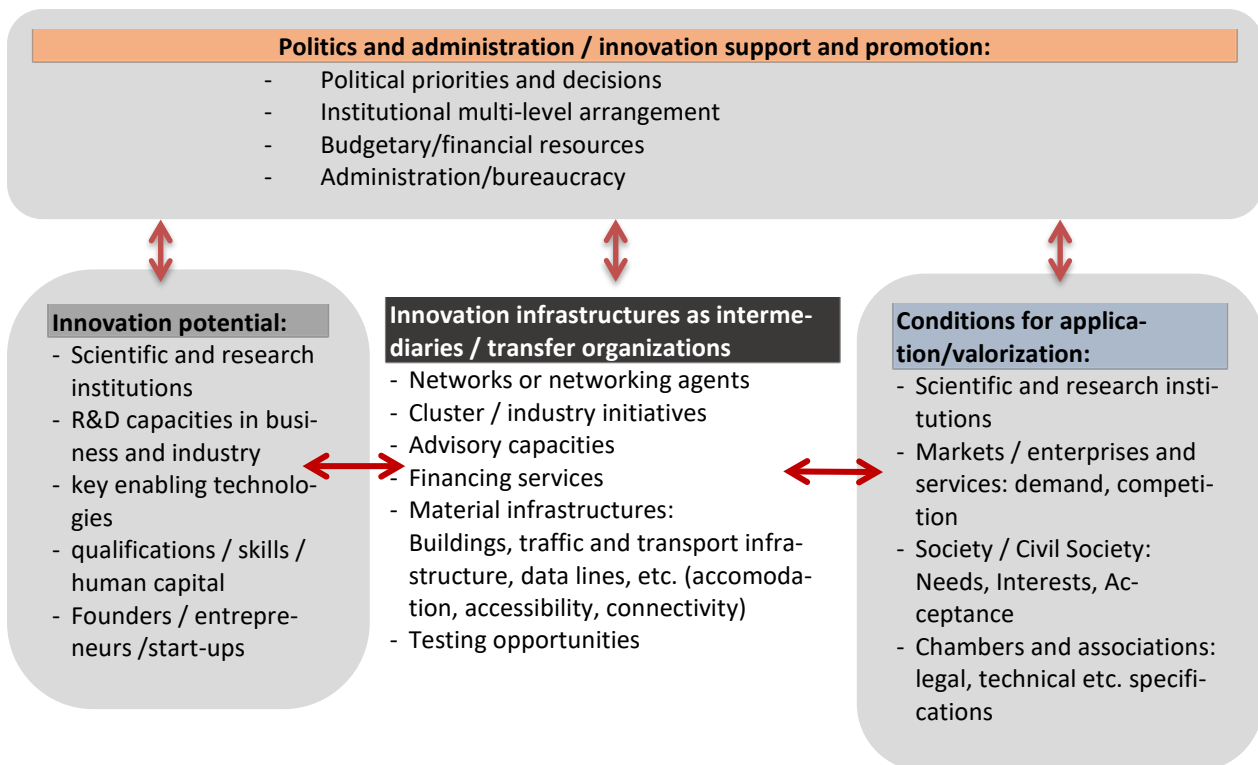 Politics and administration / innovation support and promotion:
- Political priorities and decisions
- Institutional multi-level arrangement
- Budgetary/financial resources
- Administration/bureaucracy
Innovation potential:
- Scientific and research
institutions
- R&D capacities in busi-
ness and industry
- key enabling technolo-
gies
- qualifications / skills /
human capital
- Founders / entrepre-
neurs /start-ups
Innovation infrastructures as interme-
diaries / transfer organizations
- Networks or networking agents
- Cluster / industry initiatives
- Advisory capacities
- Financing services
- Material infrastructures:
Buildings, traffic and transport infra-
structure, data lines, etc. (accomoda-
tion, accessibility, connectivity)
- Testing opportunities
Conditions for applica-
tion/valorization:
- Scientific and research insti-
tutions
- Markets / enterprises and
services: demand, competi-
tion
- Society / Civil Society:
Needs, Interests, Ac-
ceptance
- Chambers and associations:
legal, technical etc. specifi-
cations